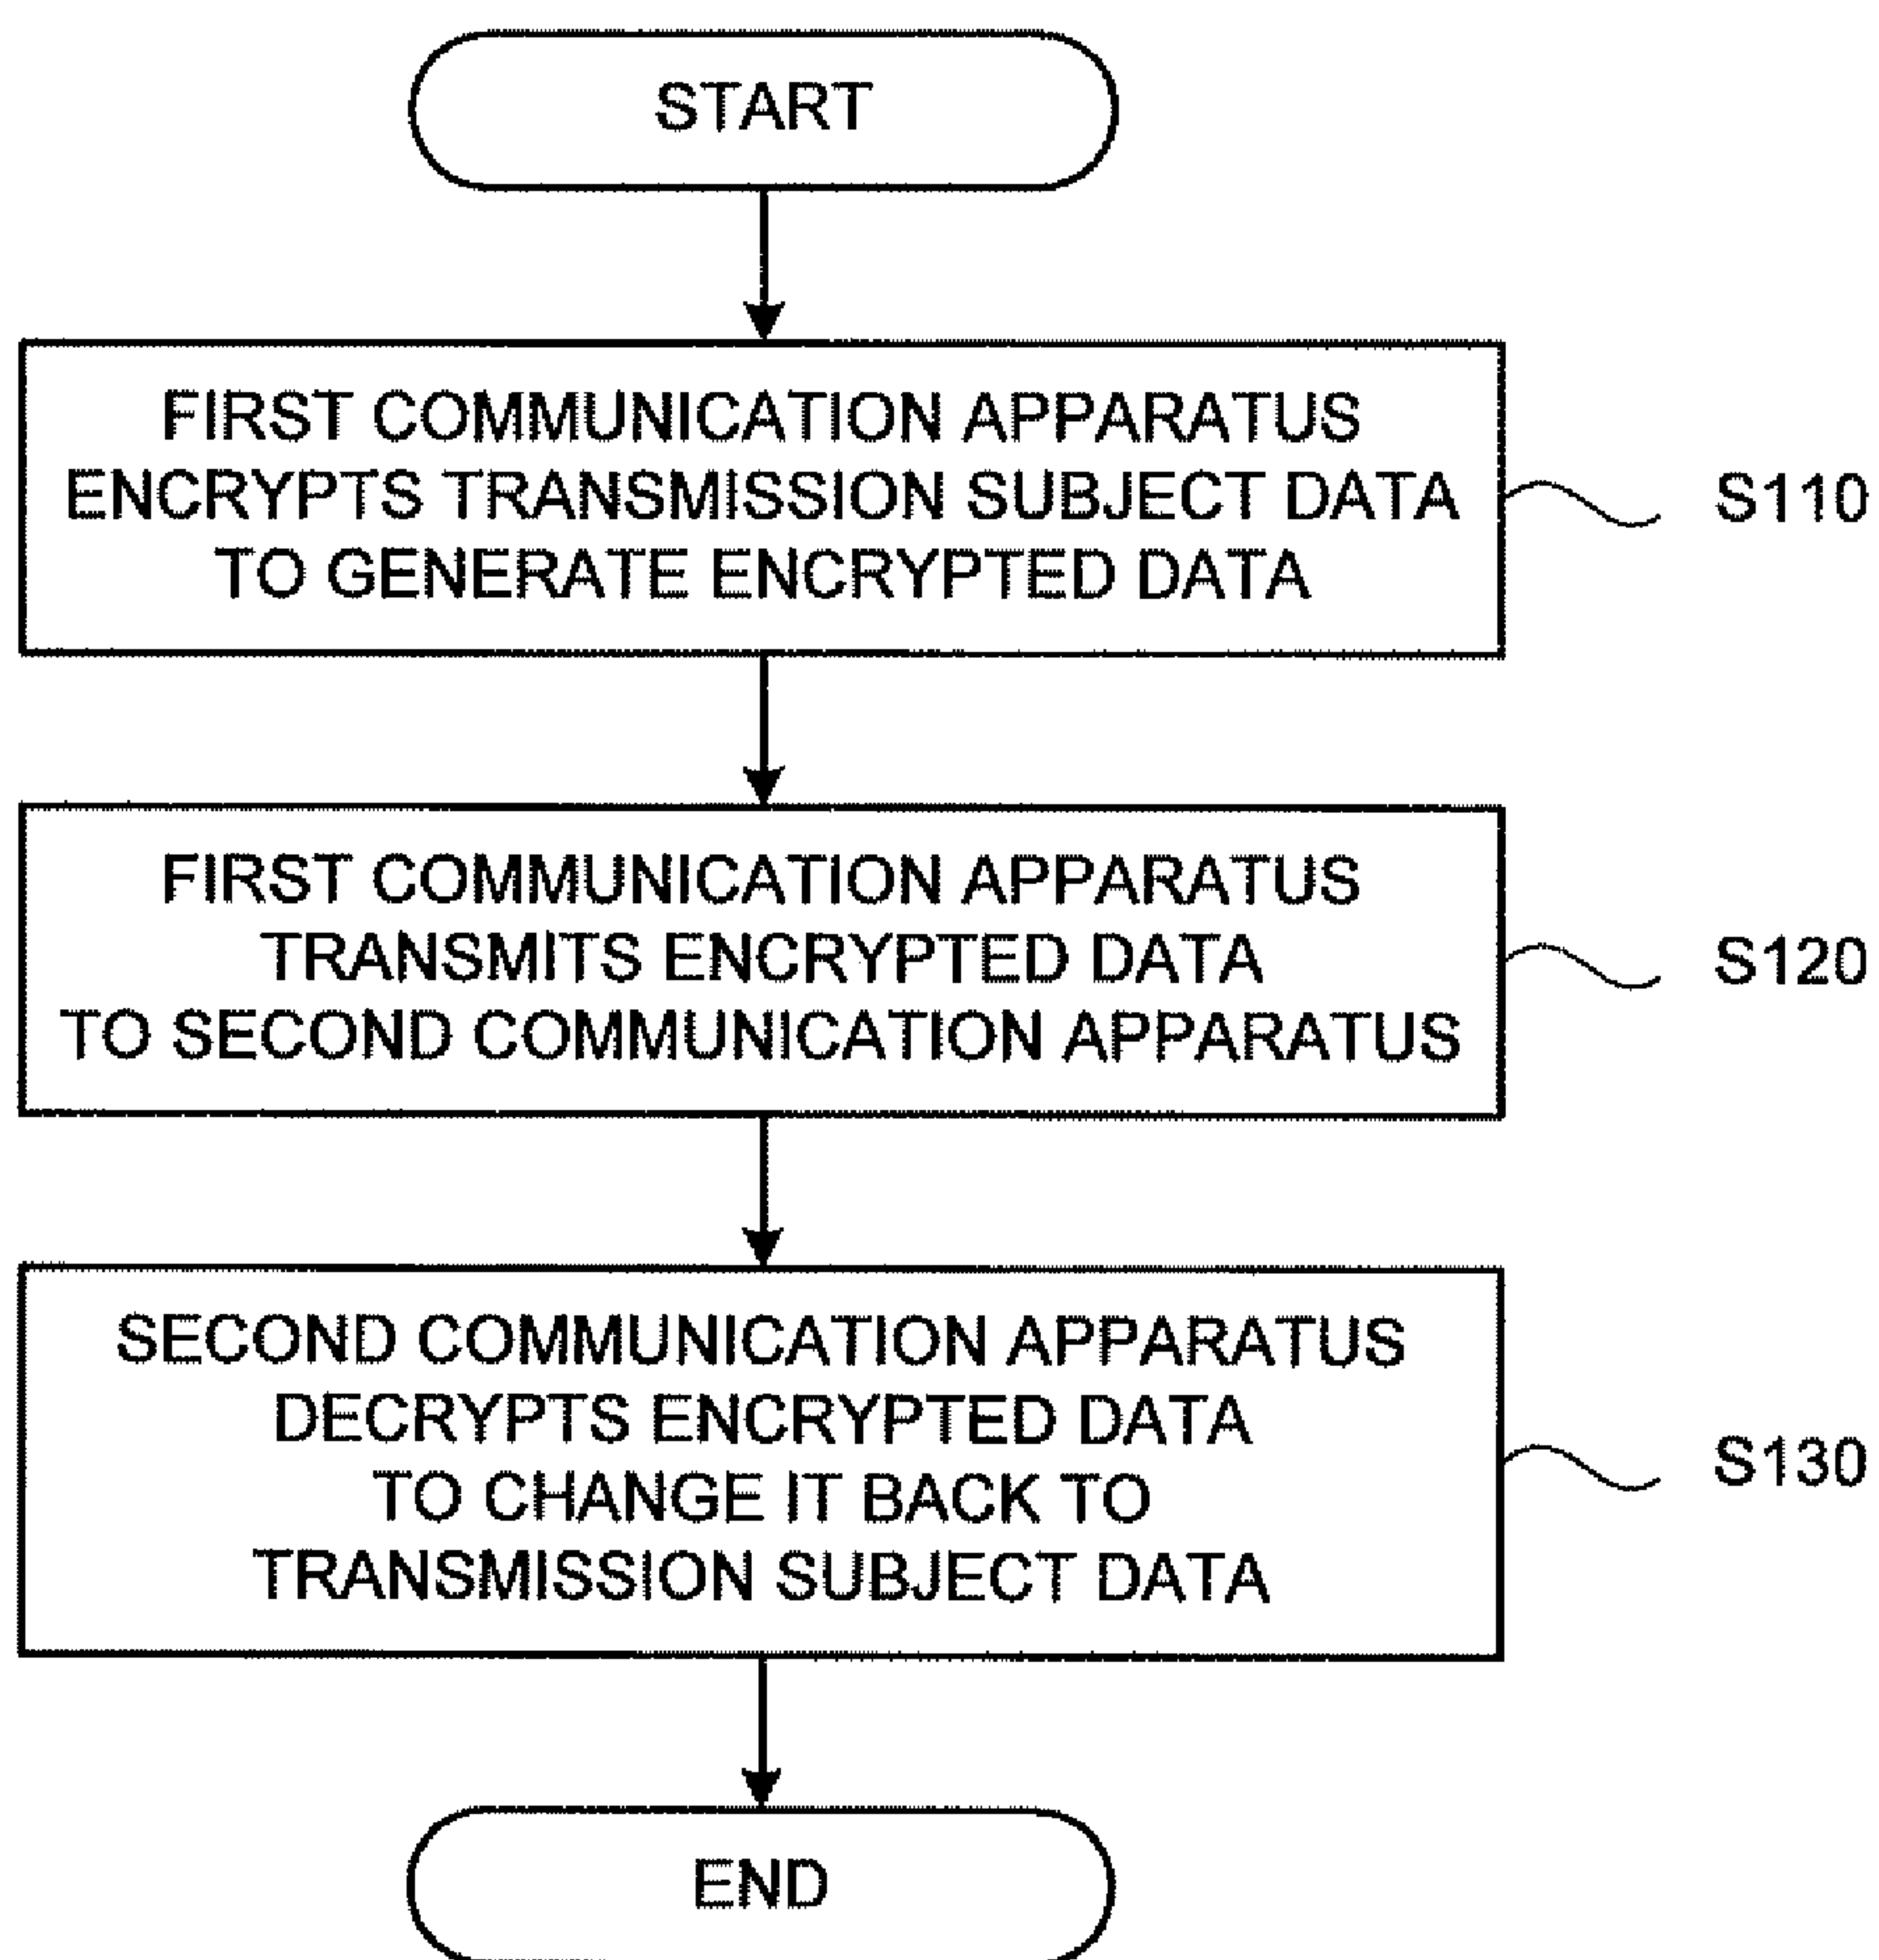 START
FIRST COMMUNICATION APPARATUS
ENCRYPTS TRANSMISSION SUBJECT DATA
TO GENERATE ENCRYPTED DATA
S110
FIRST COMMUNICATION APPARATUS
TRANSMITS ENCRYPTED DATA
TO SECOND COMMUNICATION APPARATUS
S120
SECOND COMMUNICATION APPARATUS
DECRYPTS ENCRYPTED DATA
TO CHANGE IT BACK TO
TRANSMISSION SUBJECT DATA
S130
END